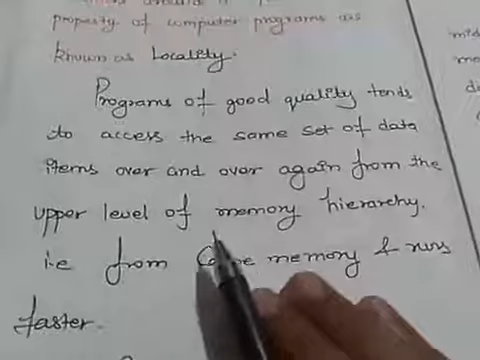 property of computer programs is
known as Locality.
Programs of good quality tends
to access the same set of data
items over and over again from the
upper level of memory hierarchy.
i.e from memory & runs
faster.